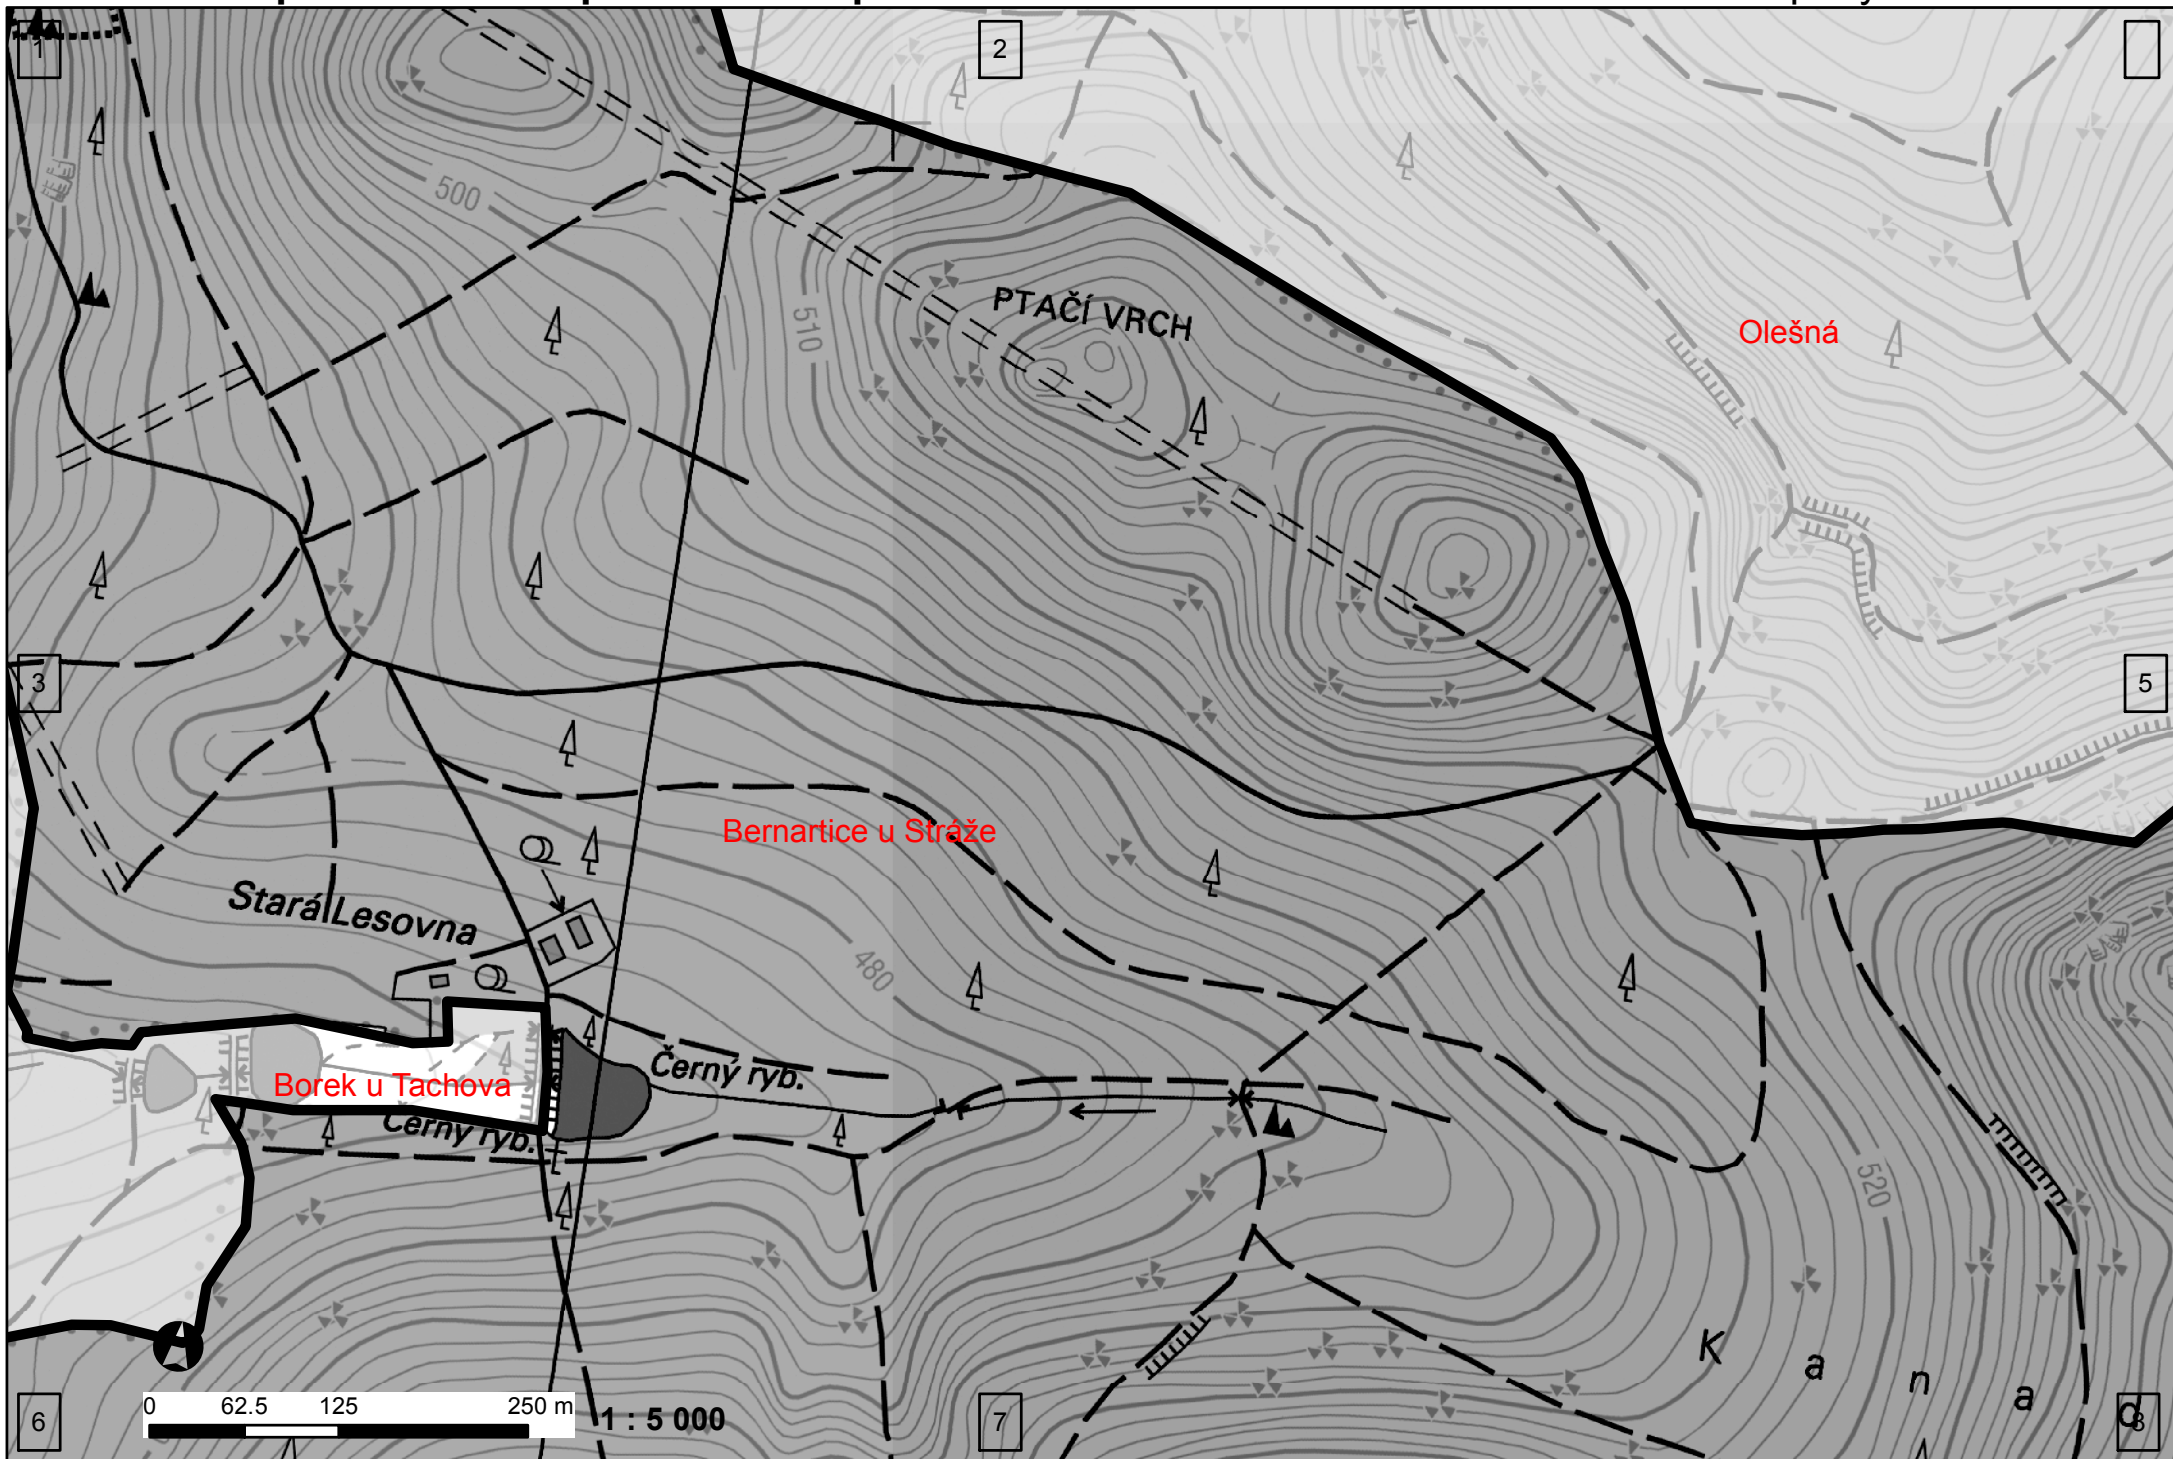 1
2
500
510
PTAČÍ VRCH
Olešná
3
5
Bernartice u Stráže
Stará Lesovna
480
Černý ryb.
Borek u Tachova
Černý ryb.
520
K a n a d
6
0 62.5 125 250 m
1 : 5 000
7
8